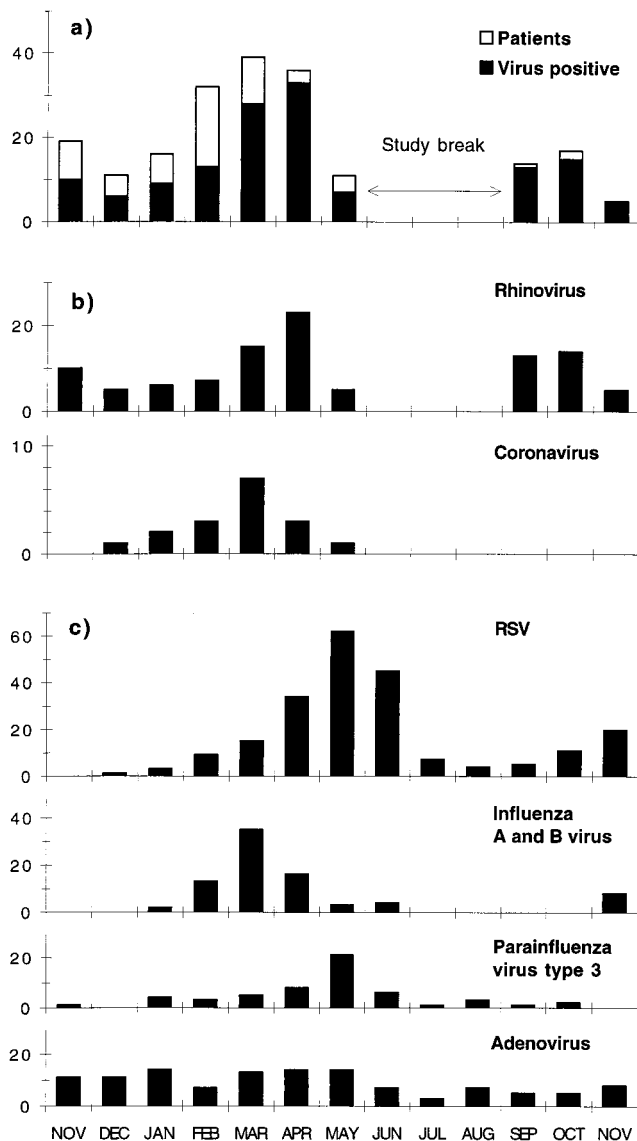 a)
40
20
0
Patients
Virus positive
Study break
b)
Rhinovirus
20
0
Coronavirus
10
0
c)
RSV
60
40
20
0
Influenza
A and B virus
40
20
0
Parainfluenza
virus type 3
20
0
Adenovirus
20
0
NOV DEC JAN FEB MAR APR MAY JUN JUL AUG SEP OCT NOV